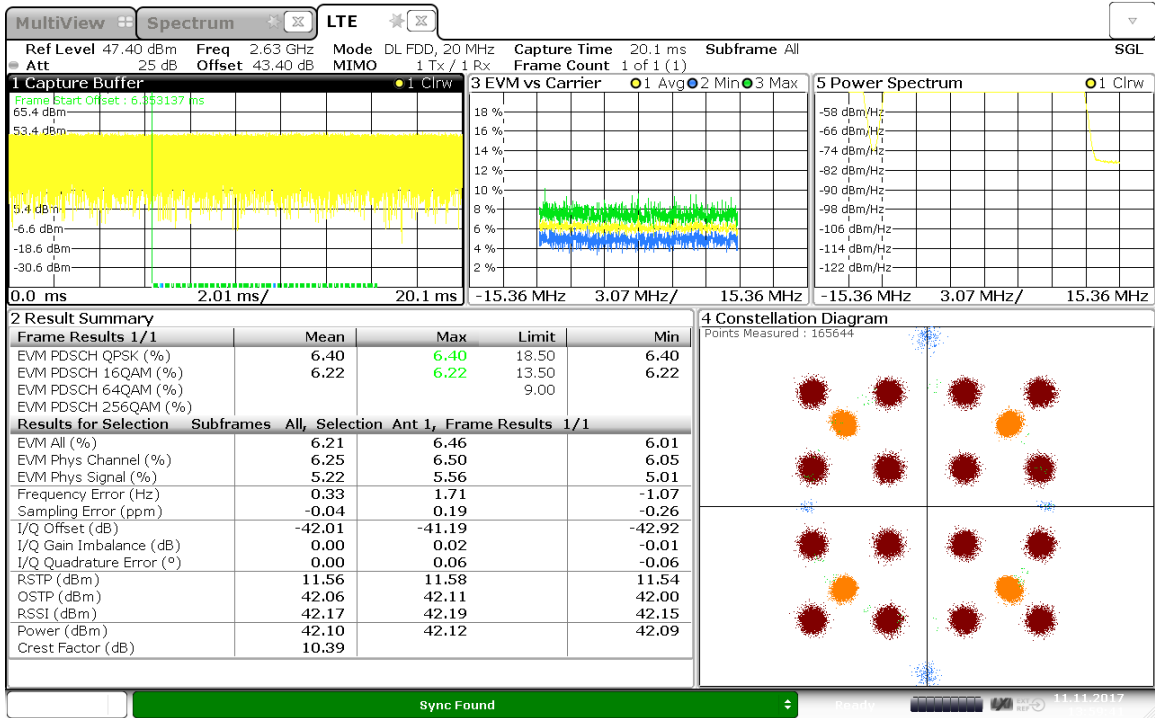 MultiView Spectrum LTE
Ref Level 47.40 dBm Freq 2.63 GHz Mode DL FDD, 20 MHz Capture Time 20.1 ms Subframe All SGL
Att 25 dB Offset 43.40 dB MIMO 1 Tx / 1 Rx Frame Count 1 of 1 (1)
1 Capture Buffer 1 Clrw
Frame Start Offset : 6.353137 ms
65.4 dBm
53.4 dBm
5.4 dBm
-6.6 dBm
-18.6 dBm
-30.6 dBm
0.0 ms 2.01 ms/ 20.1 ms
3 EVM vs Carrier 1 Avg 2 Min 3 Max
18 %
16 %
14 %
12 %
10 %
8 %
6 %
4 %
2 %
-15.36 MHz 3.07 MHz/ 15.36 MHz
5 Power Spectrum 1 Clrw
-58 dBm/Hz
-66 dBm/Hz
-74 dBm/Hz
-82 dBm/Hz
-90 dBm/Hz
-98 dBm/Hz
-106 dBm/Hz
-114 dBm/Hz
-122 dBm/Hz
-15.36 MHz 3.07 MHz/ 15.36 MHz
2 Result Summary
Frame Results 1/1 Mean Max Limit Min
EVM PDSCH QPSK (%) 6.40 6.40 18.50 6.40
EVM PDSCH 16QAM (%) 6.22 6.22 13.50 6.22
EVM PDSCH 64QAM (%) 9.00
EVM PDSCH 256QAM (%)
Results for Selection Subframes All, Selection Ant 1, Frame Results 1/1
EVM All (%) 6.21 6.46 6.01
EVM Phys Channel (%) 6.25 6.50 6.05
EVM Phys Signal (%) 5.22 5.56 5.01
Frequency Error (Hz) 0.33 1.71 -1.07
Sampling Error (ppm) -0.04 0.19 -0.26
I/Q Offset (dB) -42.01 -41.19 -42.92
I/Q Gain Imbalance (dB) 0.00 0.02 -0.01
I/Q Quadrature Error (º) 0.00 0.06 -0.06
RSTP (dBm) 11.56 11.58 11.54
OSTP (dBm) 42.06 42.11 42.00
RSSI (dBm) 42.17 42.19 42.15
Power (dBm) 42.10 42.12 42.09
Crest Factor (dB) 10.39
4 Constellation Diagram
Points Measured : 165644
Sync Found
Ready
LXI EXT REF 11.11.2017